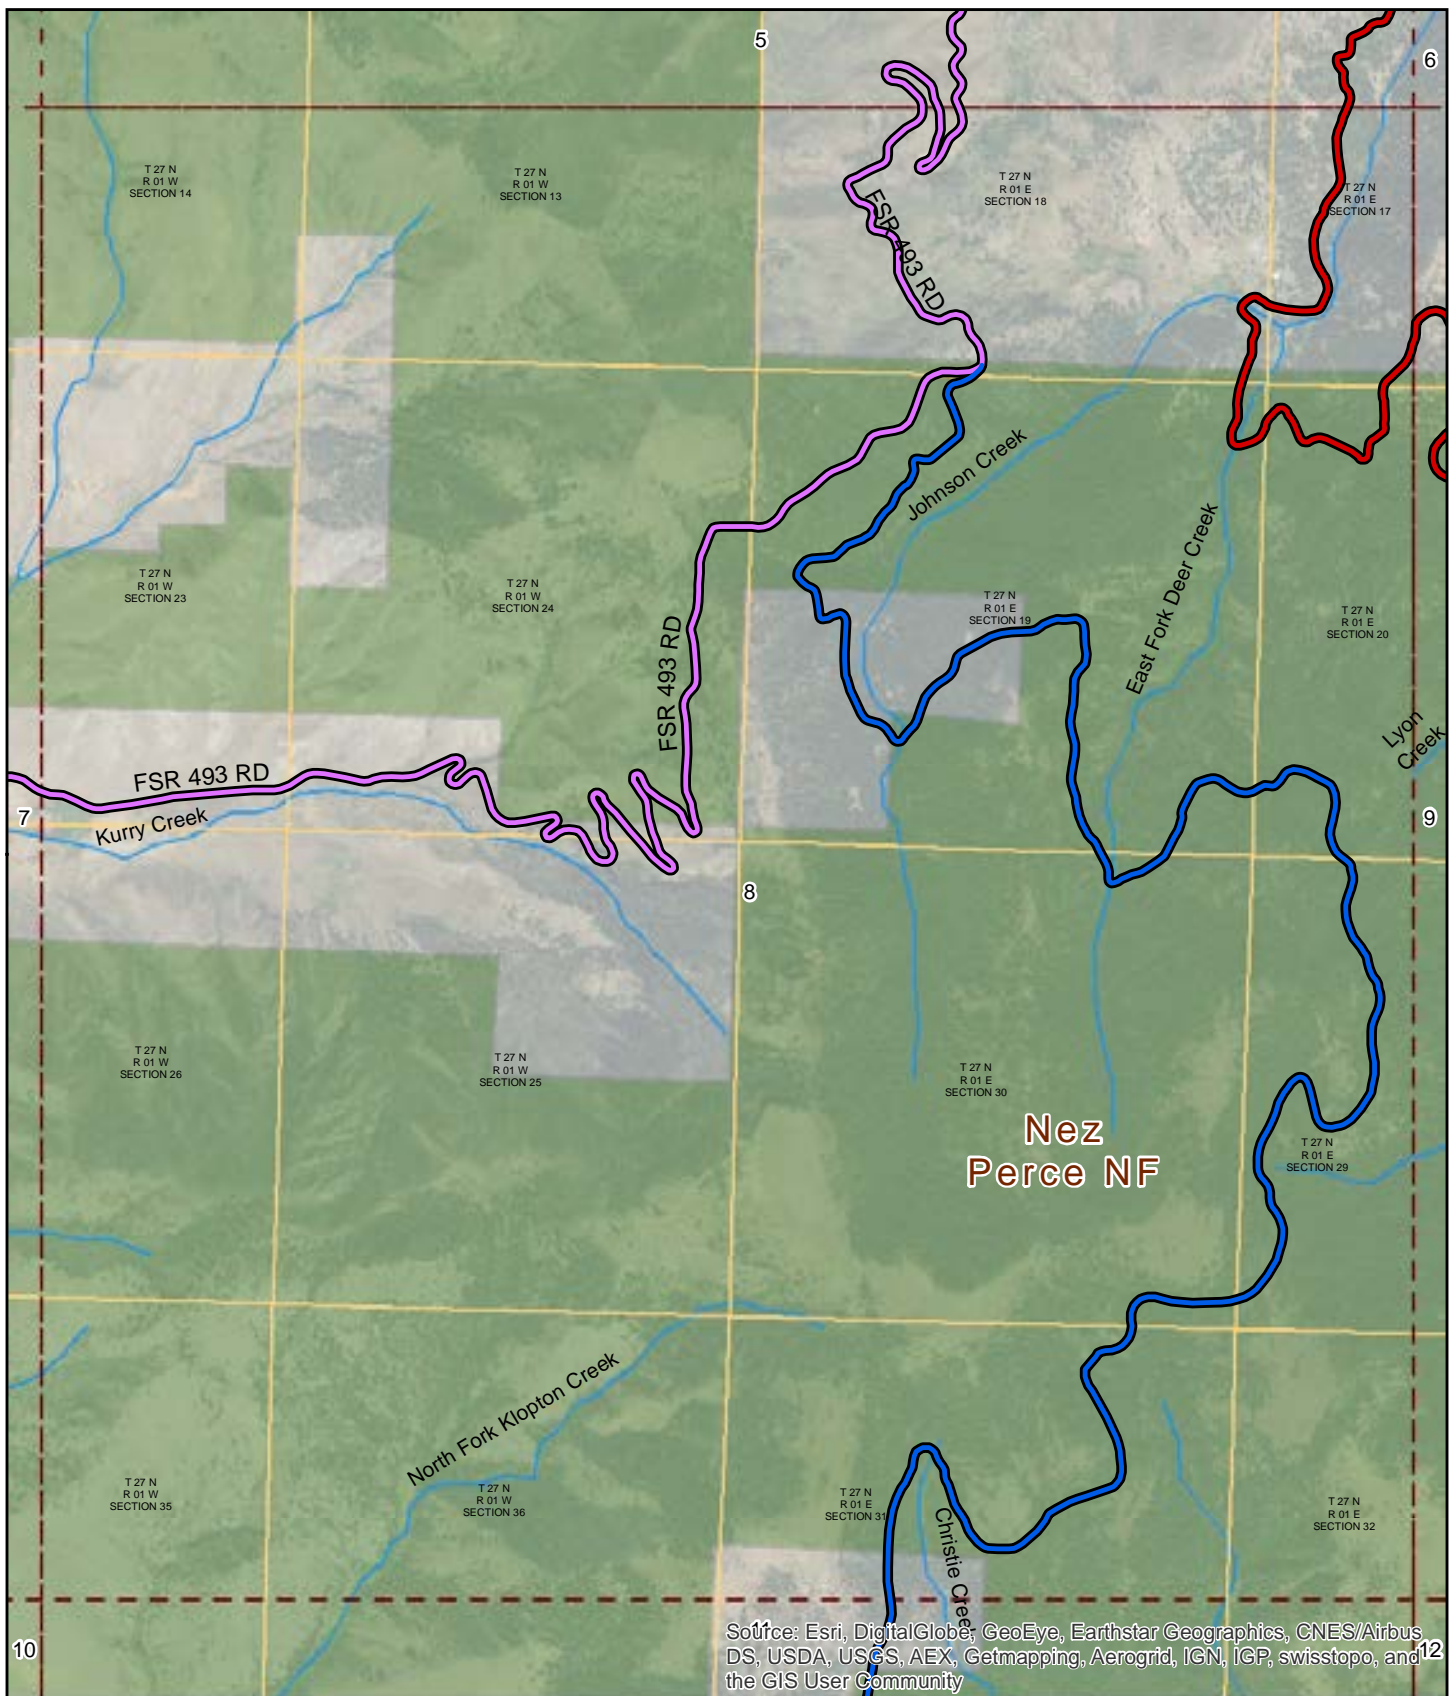 5
6
T 27 N
R 01 W
SECTION 14
T 27 N
R 01 W
SECTION 13
T 27 N
R 01 E
SECTION 18
T 27 N
R 01 E
SECTION 17
FSR 493 RD
Johnson Creek
East Fork Deer Creek
T 27 N
R 01 W
SECTION 23
T 27 N
R 01 W
SECTION 24
T 27 N
R 01 E
SECTION 19
T 27 N
R 01 E
SECTION 20
FSR 493 RD
Lyon
Creek
FSR 493 RD
Kurry Creek
7
8
9
T 27 N
R 01 W
SECTION 26
T 27 N
R 01 W
SECTION 25
T 27 N
R 01 E
SECTION 30
Nez
Perce NF
T 27 N
R 01 E
SECTION 29
North Fork Klopton Creek
T 27 N
R 01 W
SECTION 35
T 27 N
R 01 W
SECTION 36
T 27 N
R 01 E
SECTION 31
Christie Creek
T 27 N
R 01 E
SECTION 32
10
11
12
Source: Esri, DigitalGlobe, GeoEye, Earthstar Geographics, CNES/Airbus
DS, USDA, USGS, AEX, Getmapping, Aerogrid, IGN, IGP, swisstopo, and
the GIS User Community